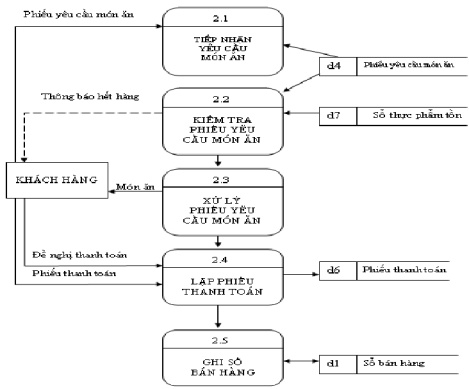 Phiếu yêu cầu món ăn
2.1
TIẾP NHẬN
YÊU CẦU
MÓN ĂN
d4 Phiếu yêu cầu món ăn
Thông báo hết hàng
2.2
KIỂM TRA
PHIẾU YÊU
CẦU MÓN ĂN
d7 Sổ thực phẩm tồn
KHÁCH HÀNG
Món ăn
2.3
XỬ LÝ
PHIẾU YÊU
CẦU MÓN ĂN
Đề nghị thanh toán
Phiếu thanh toán
2.4
LẬP PHIẾU
THANH TOÁN
d6 Phiếu thanh toán
2.5
GHI SỔ
BÁN HÀNG
d1 Sổ bán hàng